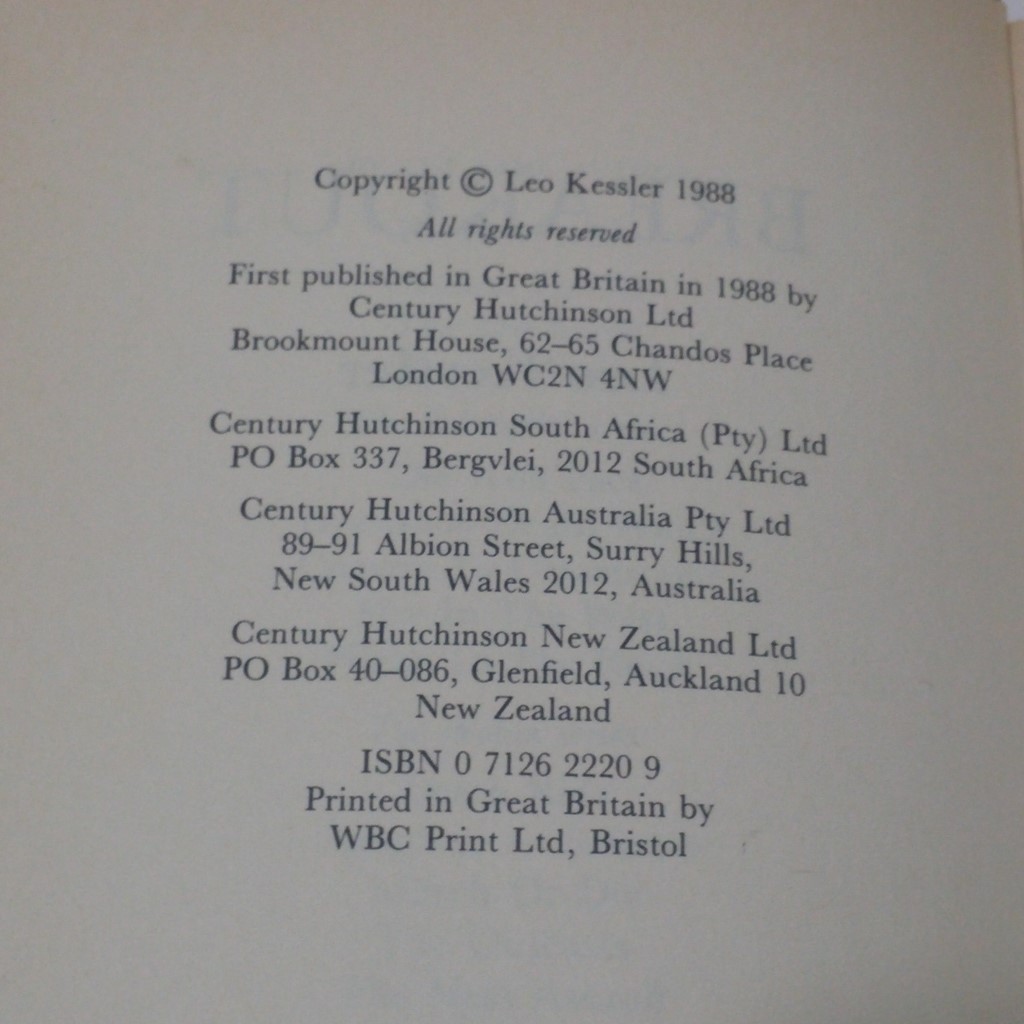 Copyright © Leo Kessler 1988
All rights reserved
First published in Great Britain in 1988 by
Century Hutchinson Ltd
Brookmount House, 62–65 Chandos Place
London WC2N 4NW
Century Hutchinson South Africa (Pty) Ltd
PO Box 337, Bergvlei, 2012 South Africa
Century Hutchinson Australia Pty Ltd
89–91 Albion Street, Surry Hills,
New South Wales 2012, Australia
Century Hutchinson New Zealand Ltd
PO Box 40–086, Glenfield, Auckland 10
New Zealand
ISBN 0 7126 2220 9
Printed in Great Britain by
WBC Print Ltd, Bristol